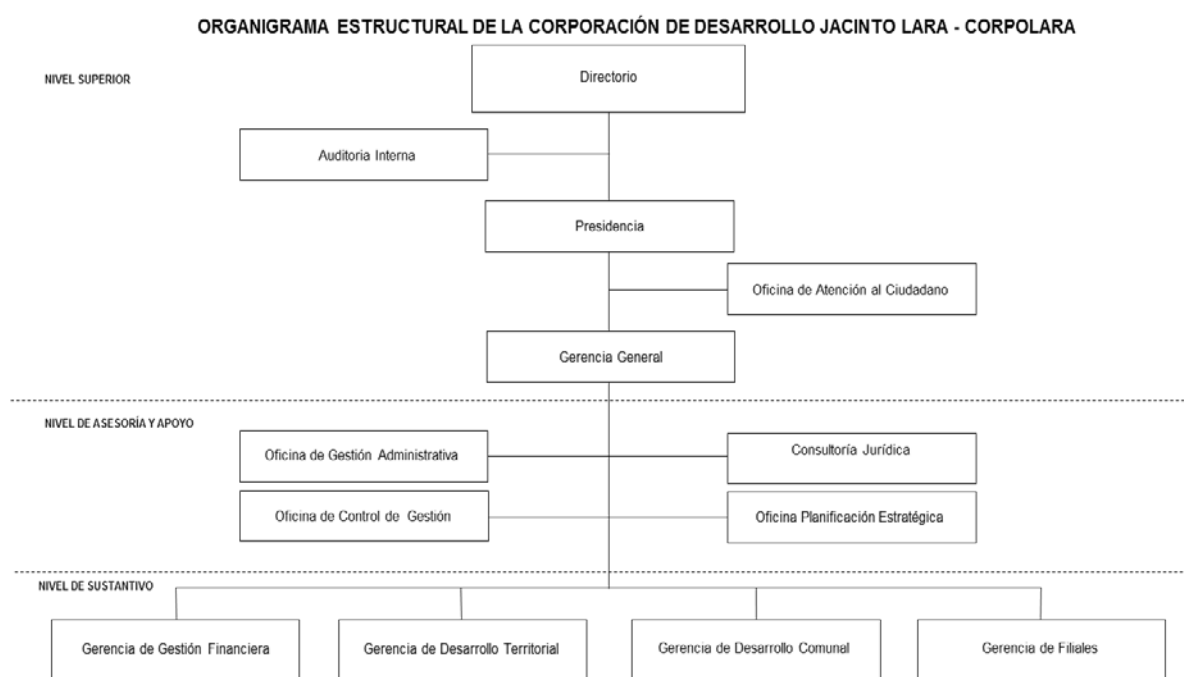 ORGANIGRAMA ESTRUCTURAL DE LA CORPORACIÓN DE DESARROLLO JACINTO LARA - CORPOLARA
NIVEL SUPERIOR
Directorio
Auditoria Interna
Presidencia
Oficina de Atención al Ciudadano
Gerencia General
NIVEL DE ASESORÍA Y APOYO
Oficina de Gestión Administrativa
Consultoría Jurídica
Oficina de Control de Gestión
Oficina Planificación Estratégica
NIVEL DE SUSTANTIVO
Gerencia de Gestión Financiera
Gerencia de Desarrollo Territorial
Gerencia de Desarrollo Comunal
Gerencia de Filiales